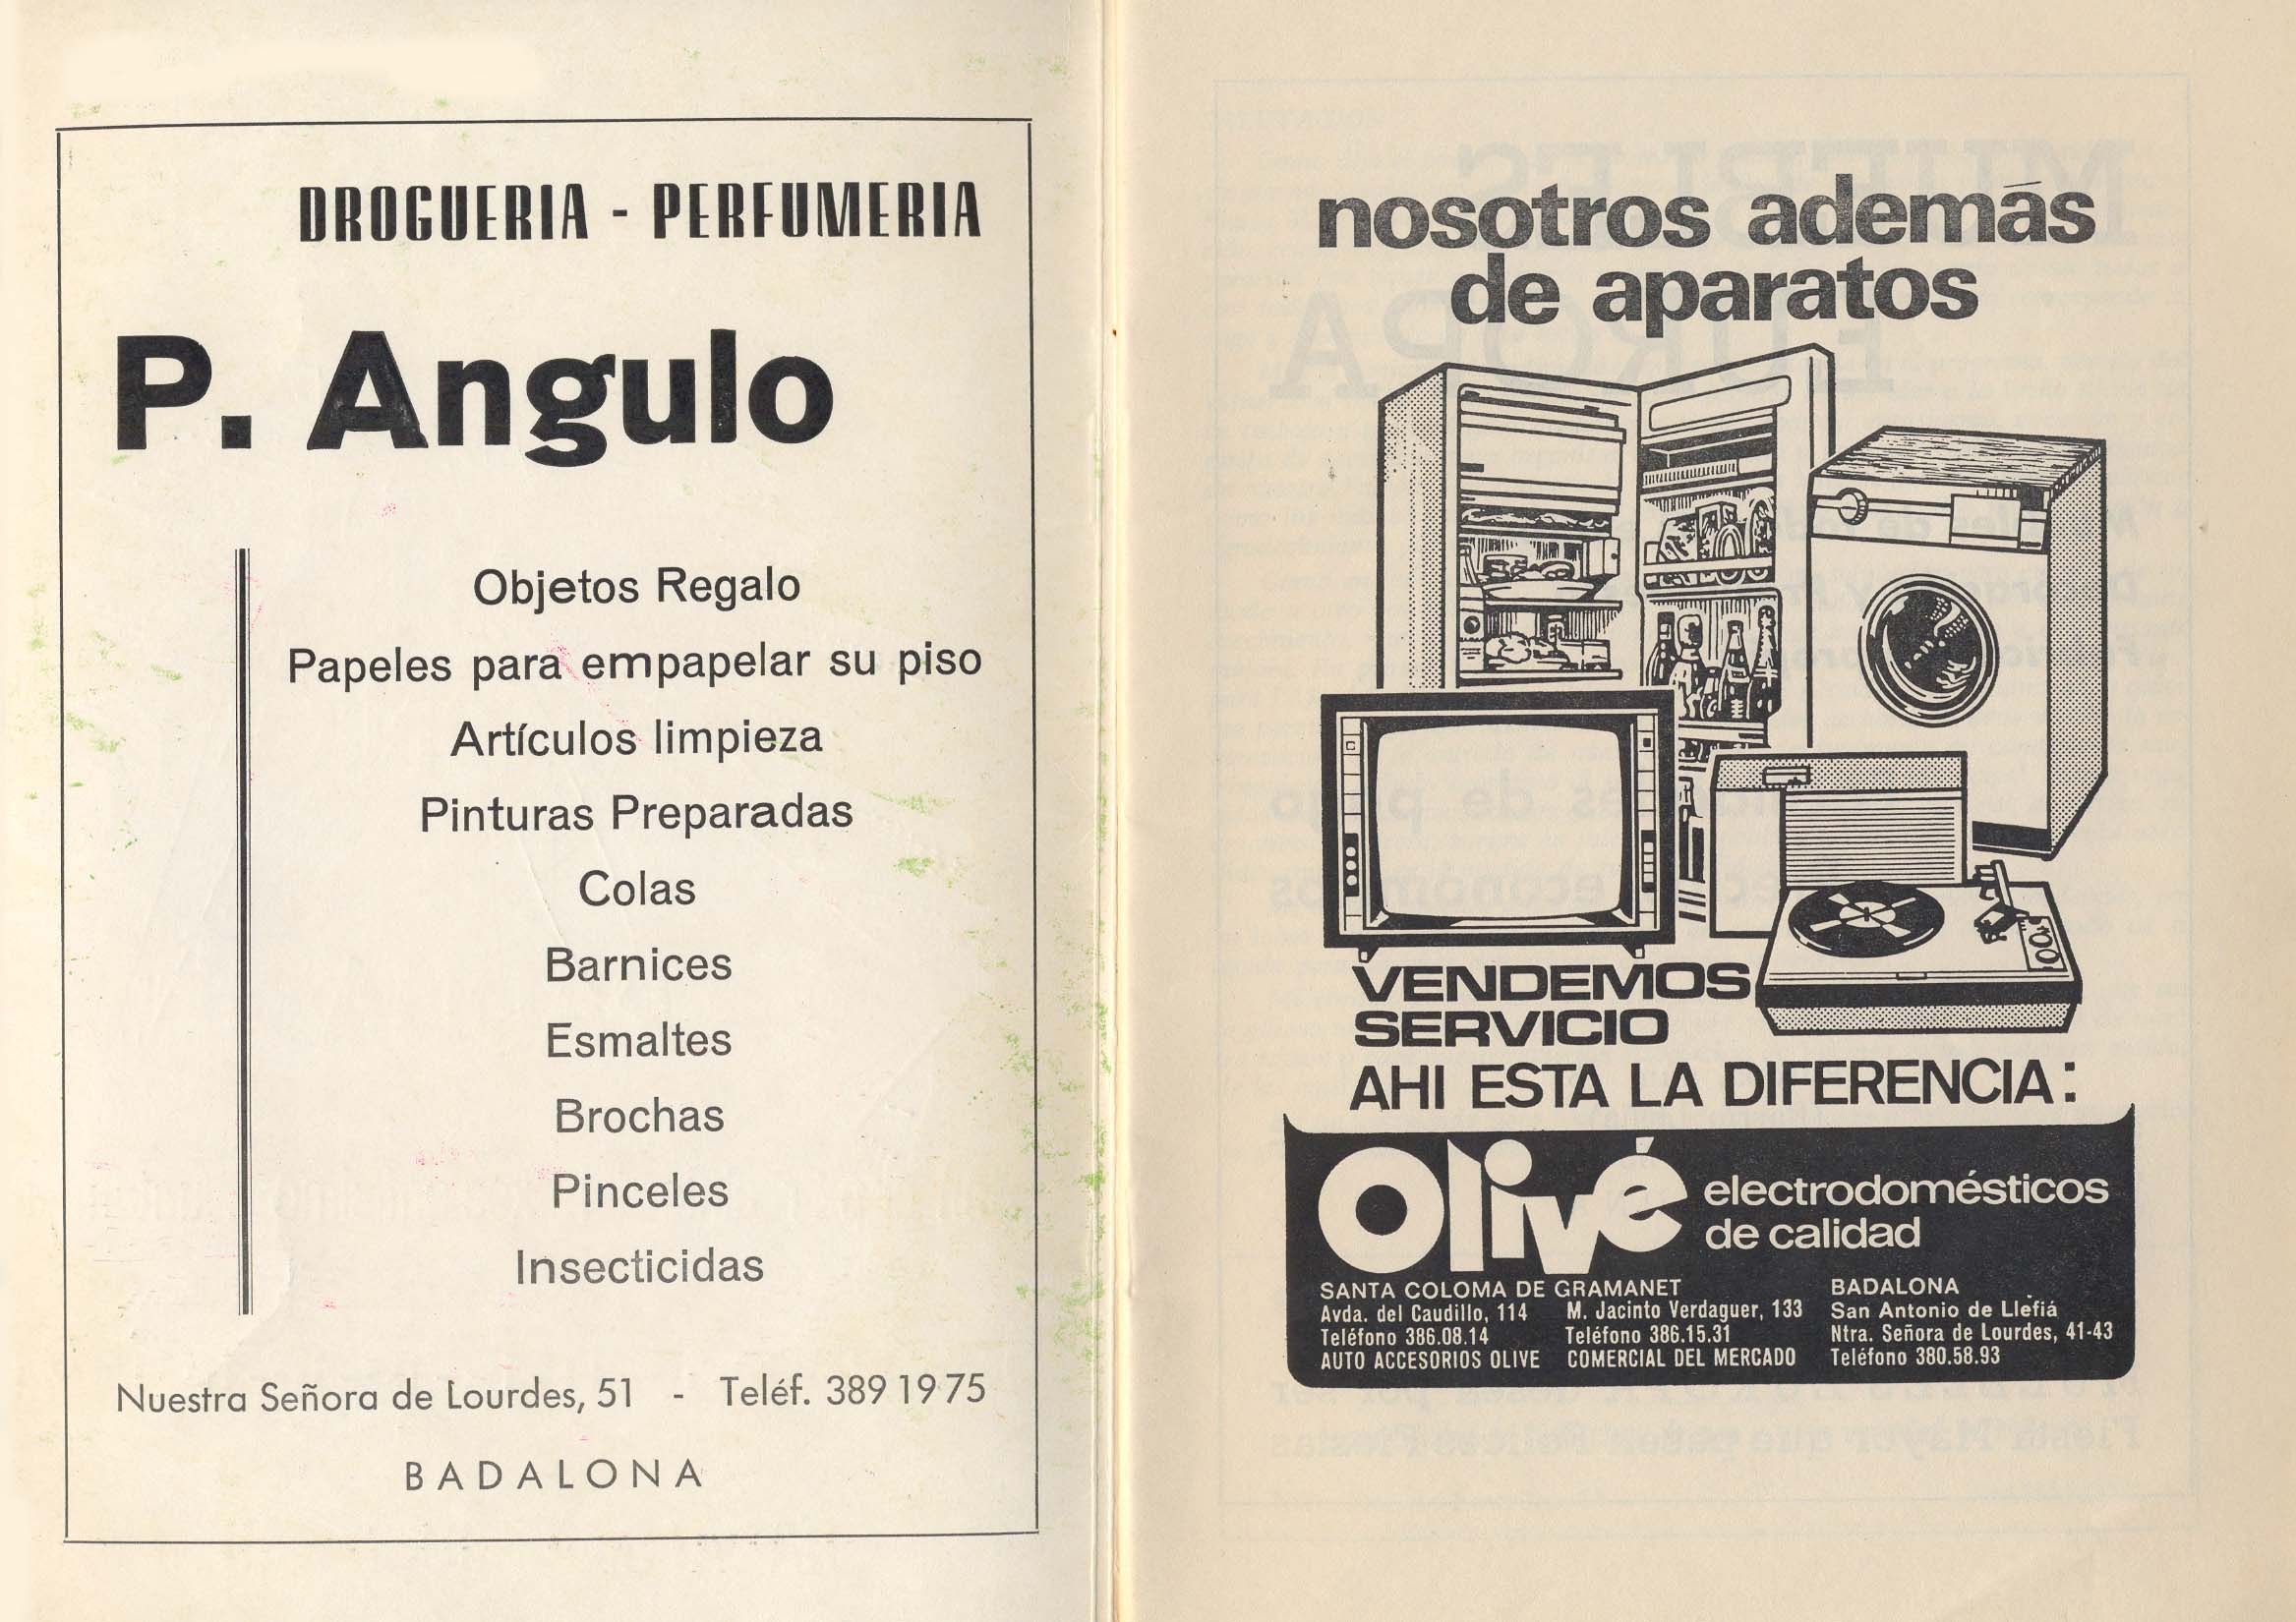 DROGUERIA - PERFUMERIA
P. Angulo
Objetos Regalo
Papeles para empapelar su piso
Artículos limpieza
Pinturas Preparadas
Colas
Barnices
Esmaltes
Brochas
Pinceles
Insecticidas
Nuestra Señora de Lourdes, 51 - Teléf. 389 19 75
BADALONA
nosotros además
de aparatos
VENDEMOS
SERVICIO
AHI ESTA LA DIFERENCIA:
Olivé
electrodomésticos
de calidad
SANTA COLOMA DE GRAMANET
Avda. del Caudillo, 114
Teléfono 386.08.14
AUTO ACCESORIOS OLIVE
M. Jacinto Verdaguer, 133
Teléfono 386.15.31
COMERCIAL DEL MERCADO
BADALONA
San Antonio de Llefiá
Ntra. Señora de Lourdes, 41-43
Teléfono 380.58.93